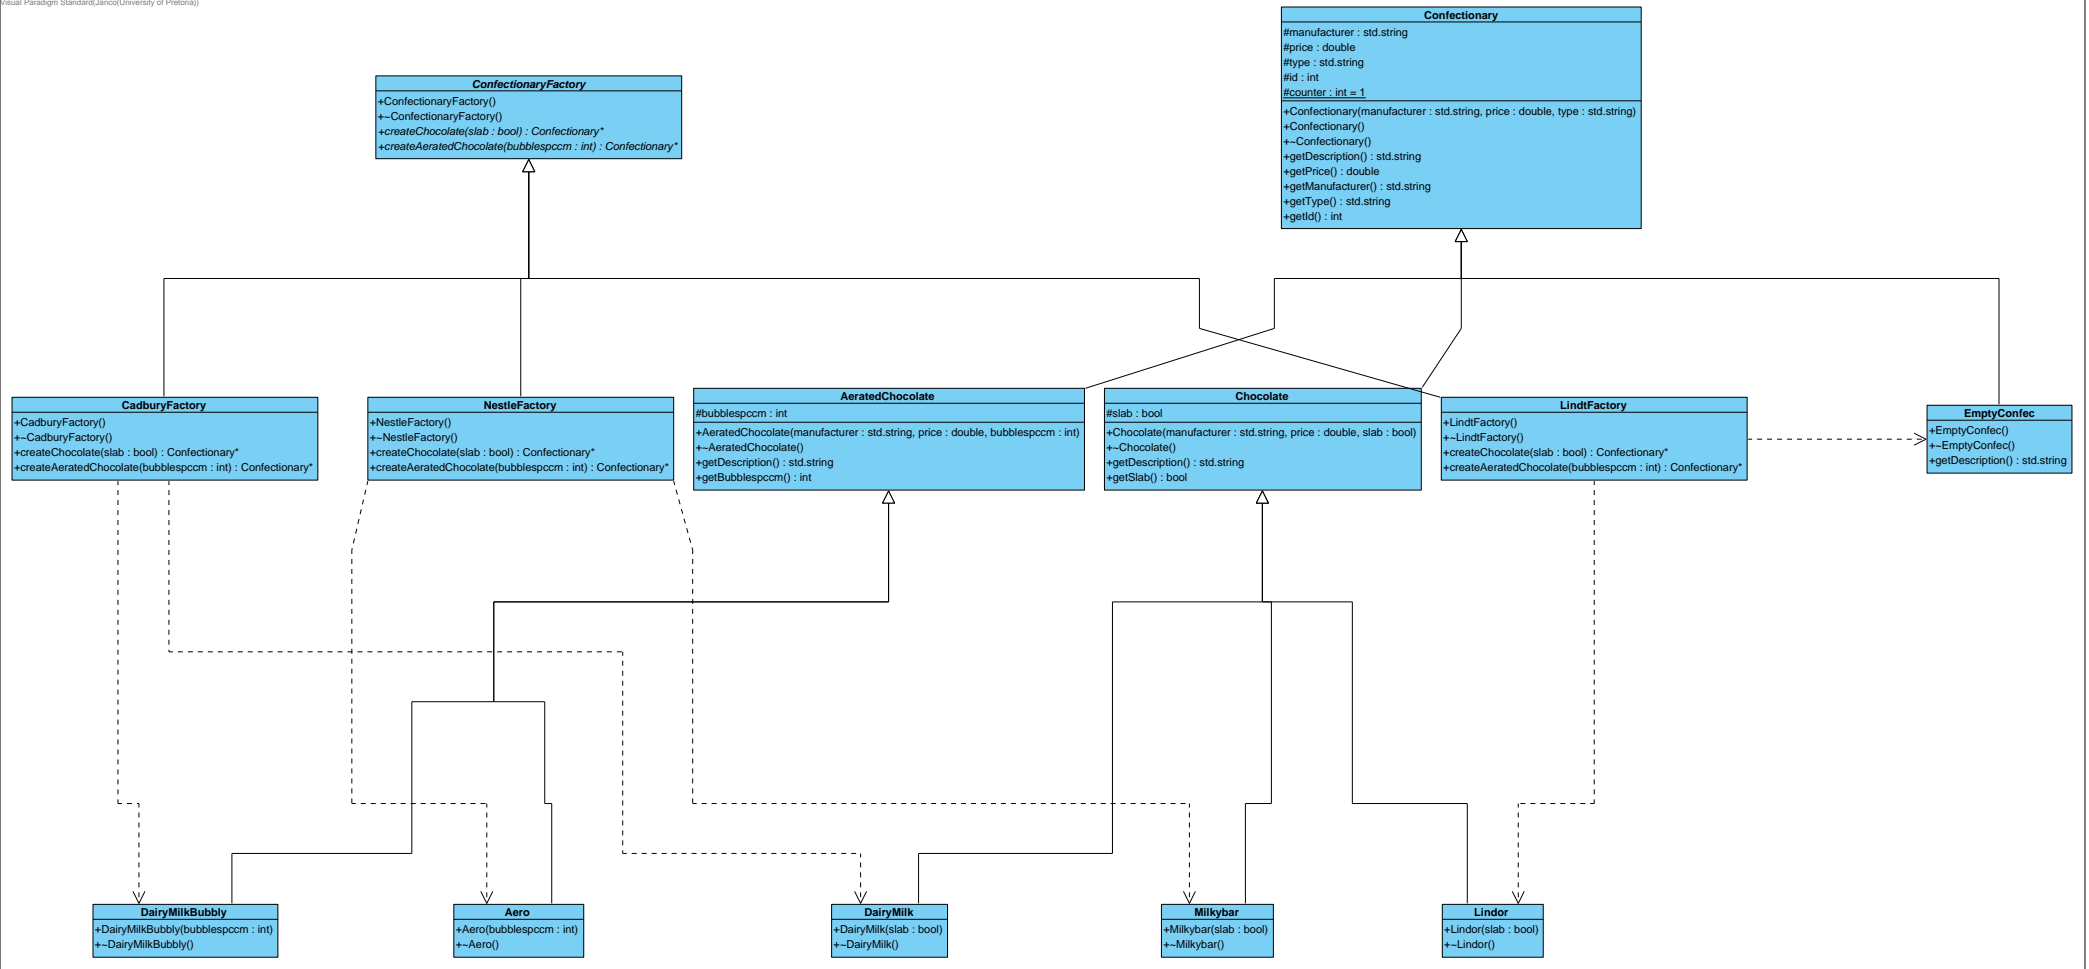 Visual Paradigm Standard(Janco(University of Pretoria))
Confectionary
#manufacturer : std.string
#price : double
#type : std.string
#id : int
#counter : int = 1
+Confectionary(manufacturer : std.string, price : double, type : std.string)
+Confectionary()
+~Confectionary()
+getDescription() : std.string
+getPrice() : double
+getManufacturer() : std.string
+getType() : std.string
+getId() : int
ConfectionaryFactory
+ConfectionaryFactory()
+~ConfectionaryFactory()
+createChocolate(slab : bool) : Confectionary*
+createAeratedChocolate(bubblespccm : int) : Confectionary*
CadburyFactory
+CadburyFactory()
+~CadburyFactory()
+createChocolate(slab : bool) : Confectionary*
+createAeratedChocolate(bubblespccm : int) : Confectionary*
NestleFactory
+NestleFactory()
+~NestleFactory()
+createChocolate(slab : bool) : Confectionary*
+createAeratedChocolate(bubblespccm : int) : Confectionary*
AeratedChocolate
#bubblespccm : int
+AeratedChocolate(manufacturer : std.string, price : double, bubblespccm : int)
+~AeratedChocolate()
+getDescription() : std.string
+getBubblespccm() : int
Chocolate
#slab : bool
+Chocolate(manufacturer : std.string, price : double, slab : bool)
+~Chocolate()
+getDescription() : std.string
+getSlab() : bool
LindtFactory
+LindtFactory()
+~LindtFactory()
+createChocolate(slab : bool) : Confectionary*
+createAeratedChocolate(bubblespccm : int) : Confectionary*
EmptyConfec
+EmptyConfec()
+~EmptyConfec()
+getDescription() : std.string
DairyMilkBubbly
+DairyMilkBubbly(bubblespccm : int)
+~DairyMilkBubbly()
Aero
+Aero(bubblespccm : int)
+~Aero()
DairyMilk
+DairyMilk(slab : bool)
+~DairyMilk()
Milkybar
+Milkybar(slab : bool)
+~Milkybar()
Lindor
+Lindor(slab : bool)
+~Lindor()